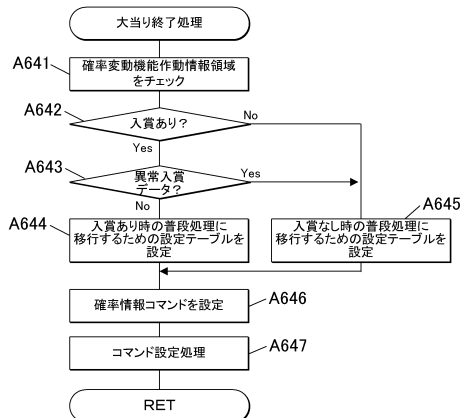 大当り終了処理
A641
確率変動機能作動情報領域
をチェック
A642
入賞あり?
No
Yes
A643
異常入賞
データ?
Yes
No
A644
入賞あり時の普段処理に
移行するための設定テーブルを
設定
A645
入賞なし時の普段処理に
移行するための設定テーブルを
設定
確率情報コマンドを設定
A646
コマンド設定処理
A647
RET